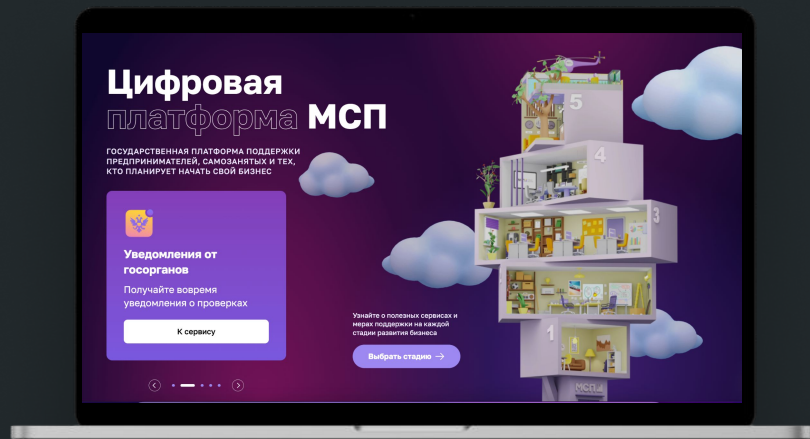 Цифровая
платформа МСП
ГОСУДАРСТВЕННАЯ ПЛАТФОРМА ПОДДЕРЖКИ
ПРЕДПРИНИМАТЕЛЕЙ, САМОЗАНЯТЫХ И ТЕХ,
КТО ПЛАНИРУЕТ НАЧАТЬ СВОЙ БИЗНЕС
Уведомления от
госорганов
Получайте вовремя
уведомления о проверках
К сервису
Узнайте о полезных сервисах и
мерах поддержки на каждой
стадии развития бизнеса
Выбрать стадию →
5
4
3
1
МСП